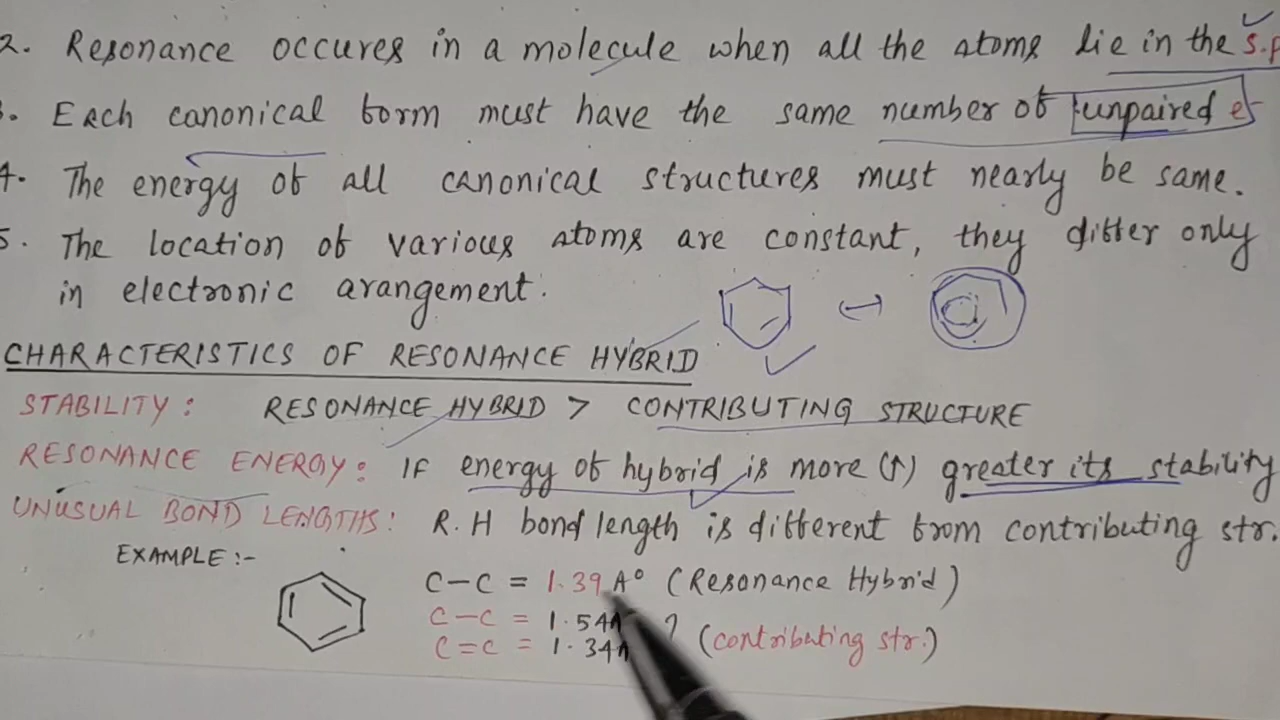 2. Resonance occures in a molecule when all the atoms lie in the s.p
3. Each canonical form must have the same number of unpaired e-
4. The energy of all canonical structures must nearly be same.
5. The location of various atoms are constant, they differ only
in electronic arangement.
CHARACTERISTICS OF RESONANCE HYBRID
STABILITY: RESONANCE HYBRID > CONTRIBUTING STRUCTURE
RESONANCE ENERGY: IF energy of hybrid is more (↑) greater its stability
UNUSUAL BOND LENGTHS: R.H bond length is different from contributing str.
EXAMPLE :-
C-C = 1.39 A° (Resonance Hybrid)
C-C = 1.54A
C=C = 1.34A (contributing str.)